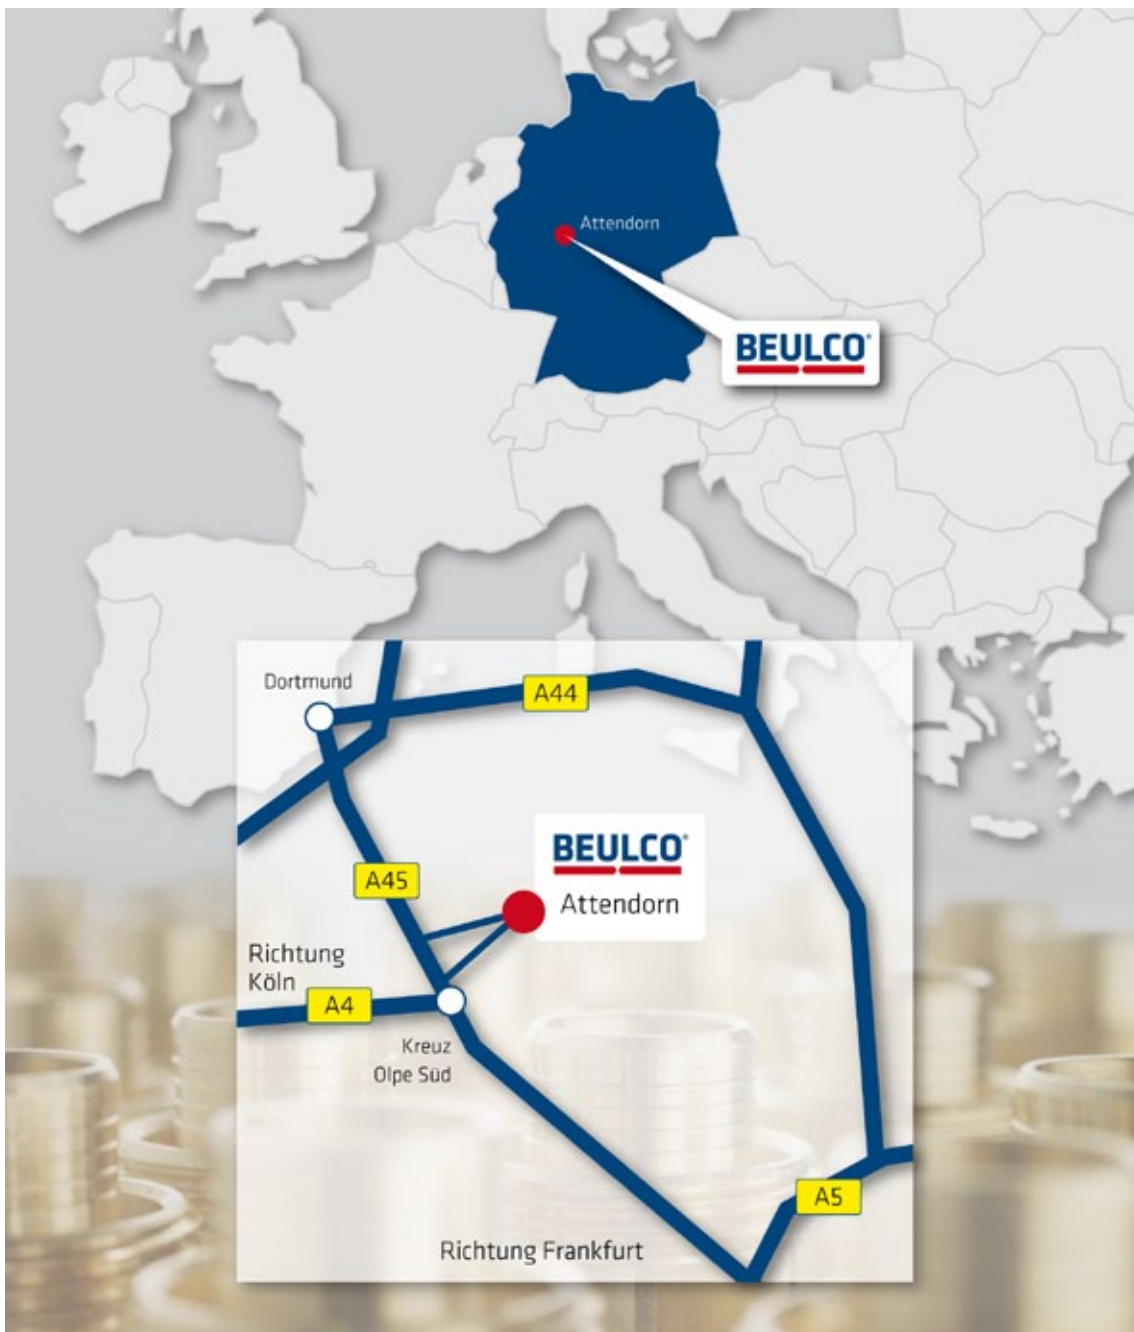 Attendorn
BEULCO®
Dortmund
A44
BEULCO®
A45
Attendorn
Richtung
Köln
A4
Kreuz
Olpe Süd
A5
Richtung Frankfurt